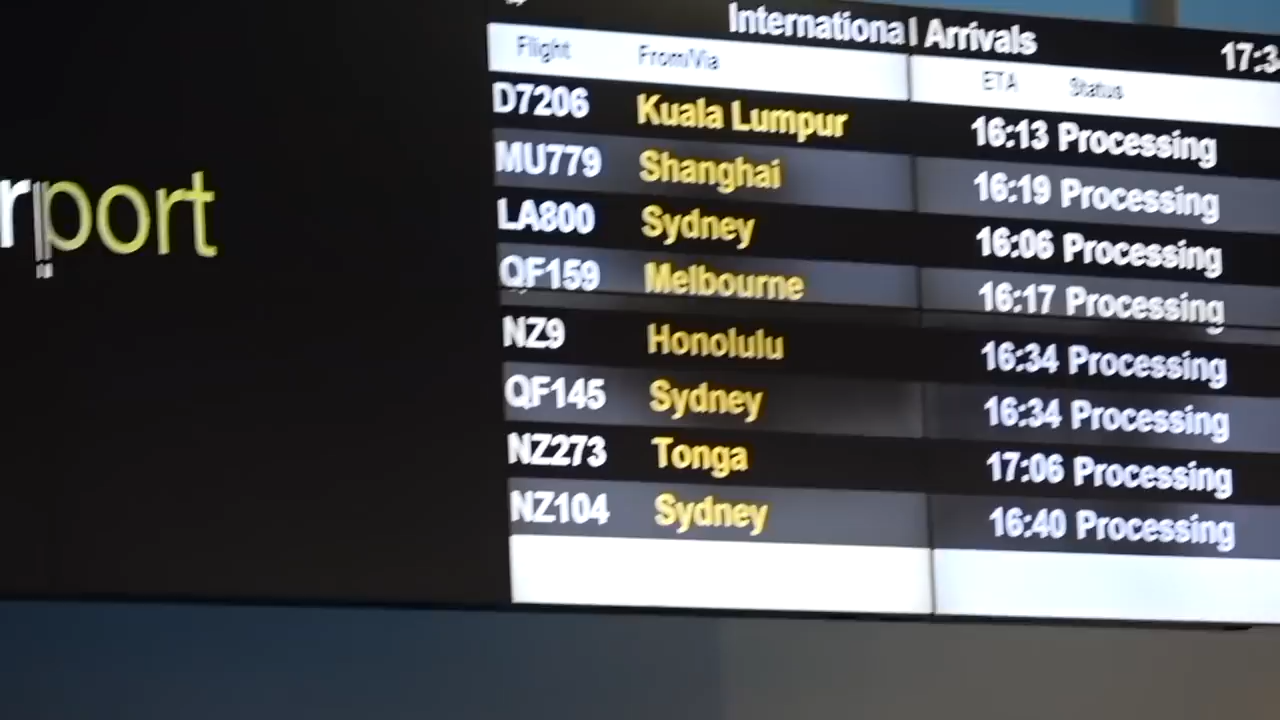 International Arrivals 17:3
Flight From/Via ETA Status
D7206 Kuala Lumpur 16:13 Processing
MU779 Shanghai 16:19 Processing
LA800 Sydney 16:06 Processing
QF159 Melbourne 16:17 Processing
NZ9 Honolulu 16:34 Processing
QF145 Sydney 16:34 Processing
NZ273 Tonga 17:06 Processing
NZ104 Sydney 16:40 Processing
rport